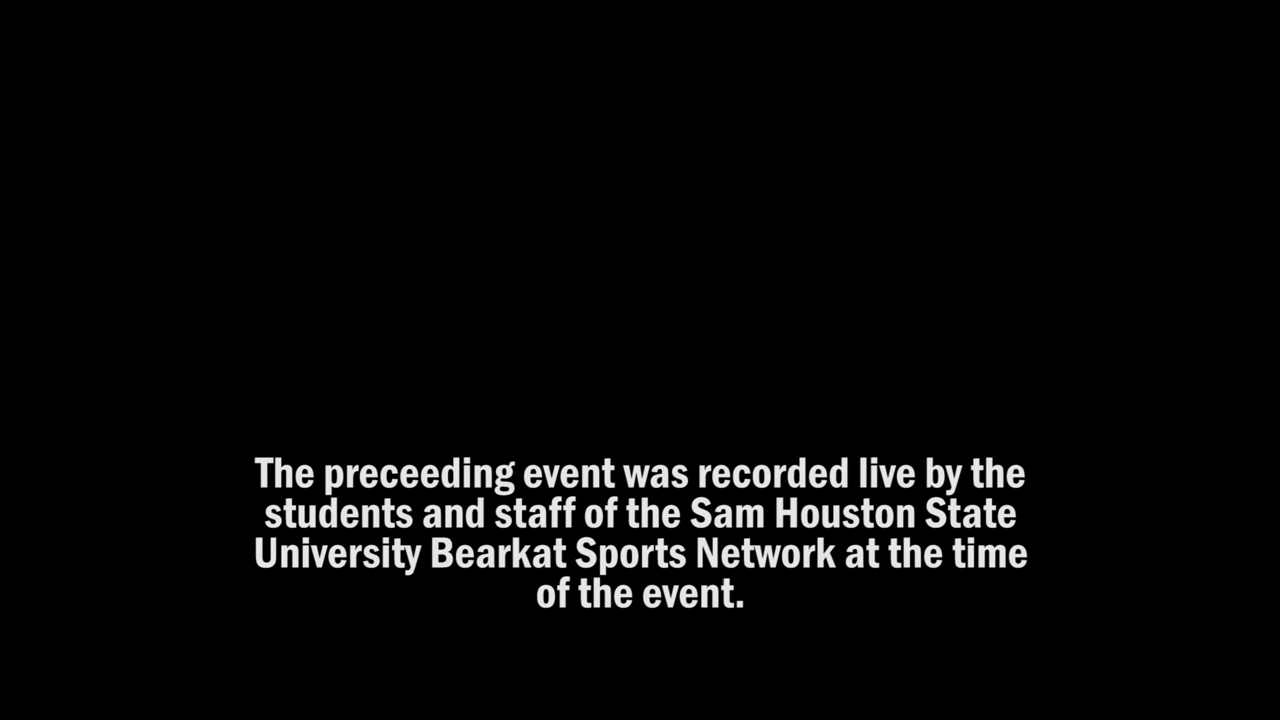 The preceeding event was recorded live by the
students and staff of the Sam Houston State
University Bearkat Sports Network at the time
of the event.